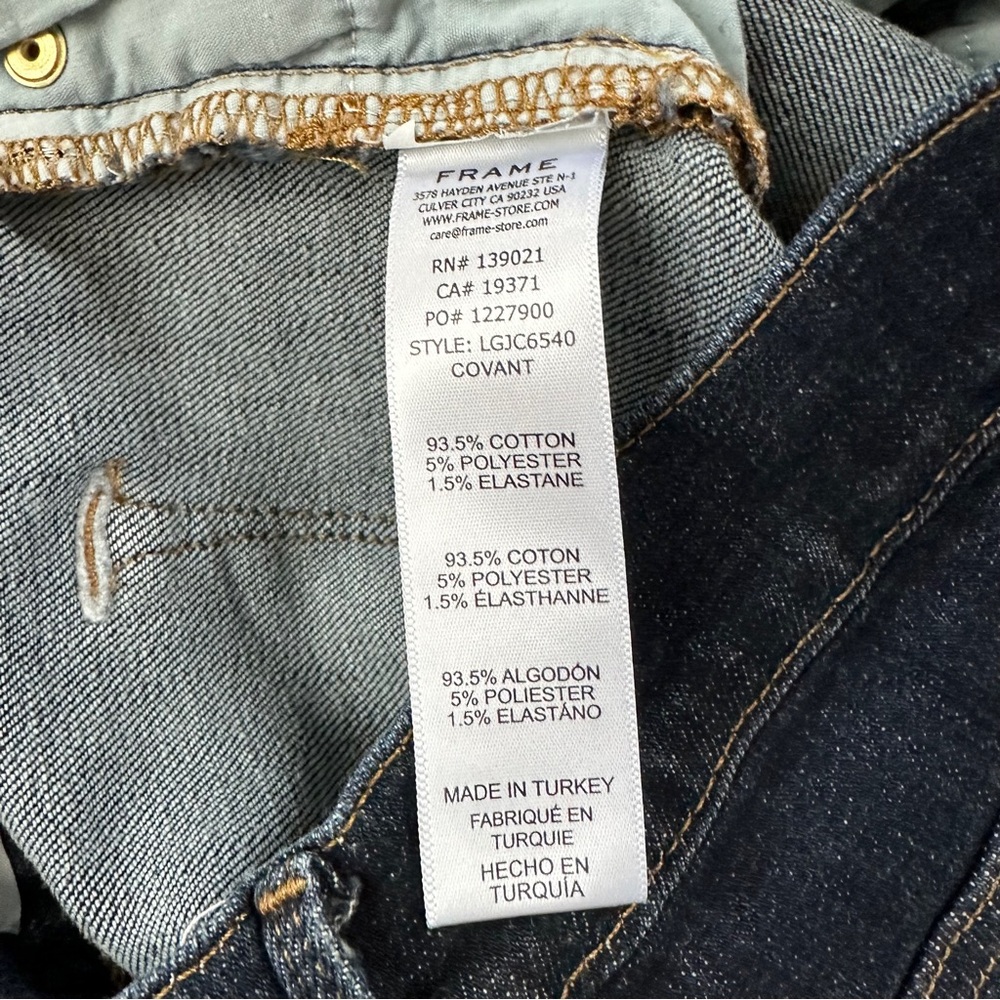 FRAME
3578 HAYDEN AVENUE STE N-1
CULVER CITY CA 90232 USA
WWW.FRAME-STORE.COM
care@frame-store.com
RN# 139021
CA# 19371
PO# 1227900
STYLE: LGJC6540
COVANT
93.5% COTTON
5% POLYESTER
1.5% ELASTANE
93.5% COTON
5% POLYESTER
1.5% ÉLASTHANNE
93.5% ALGODÓN
5% POLIESTER
1.5% ELASTÁNO
MADE IN TURKEY
FABRIQUÉ EN
TURQUIE
HECHO EN
TURQUÍA